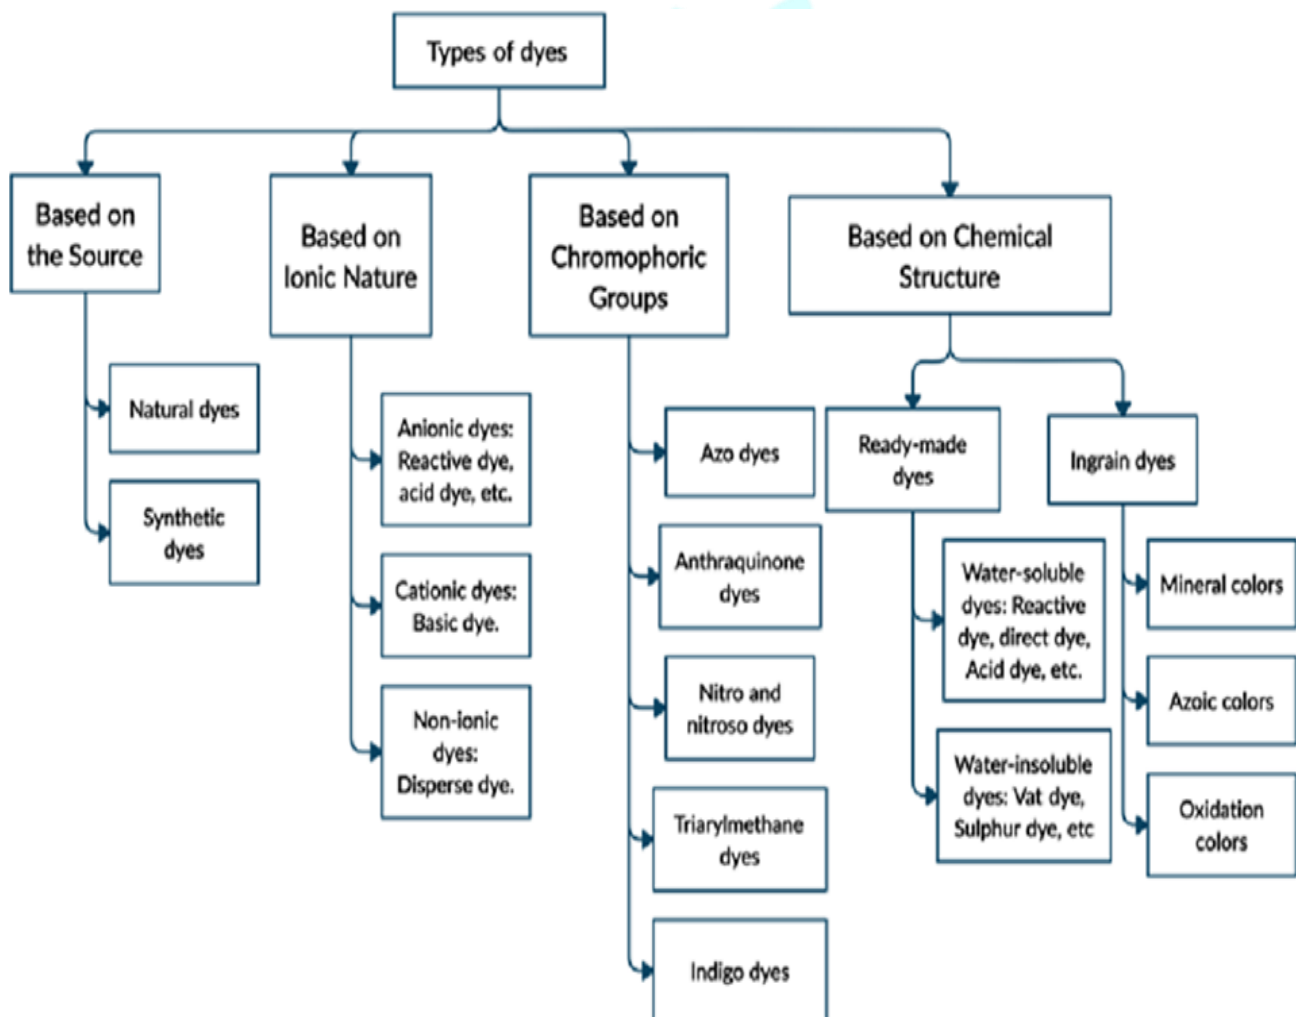 Types of dyes
Based on
the Source
Natural dyes
Synthetic
dyes
Based on
Ionic Nature
Anionic dyes:
Reactive dye,
acid dye, etc.
Cationic dyes:
Basic dye.
Non-ionic
dyes:
Disperse dye.
Based on
Chromophoric
Groups
Azo dyes
Anthraquinone
dyes
Nitro and
nitroso dyes
Triarylmethane
dyes
Indigo dyes
Based on Chemical
Structure
Ready-made
dyes
Water-soluble
dyes: Reactive
dye, direct dye,
Acid dye, etc.
Water-insoluble
dyes: Vat dye,
Sulphur dye, etc
Ingrain dyes
Mineral colors
Azoic colors
Oxidation
colors